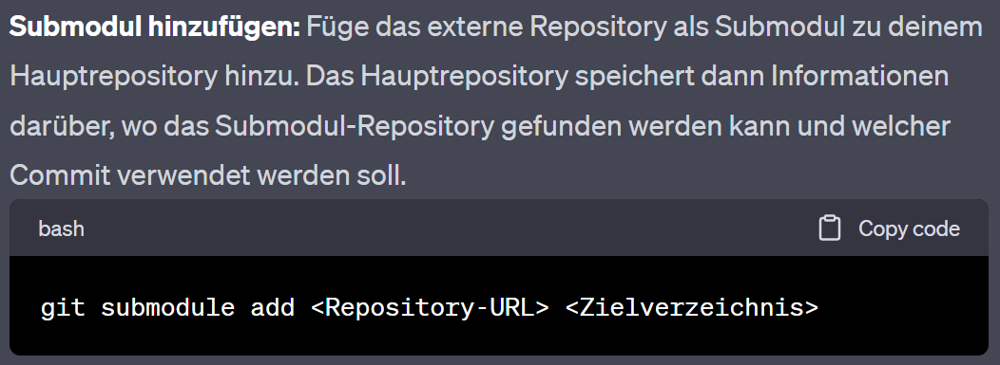 Submodul hinzufügen: Füge das externe Repository als Submodul zu deinem
Hauptrepository hinzu. Das Hauptrepository speichert dann Informationen
darüber, wo das Submodul-Repository gefunden werden kann und welcher
Commit verwendet werden soll.
bash
Copy code
git submodule add <Repository-URL> <Zielverzeichnis>